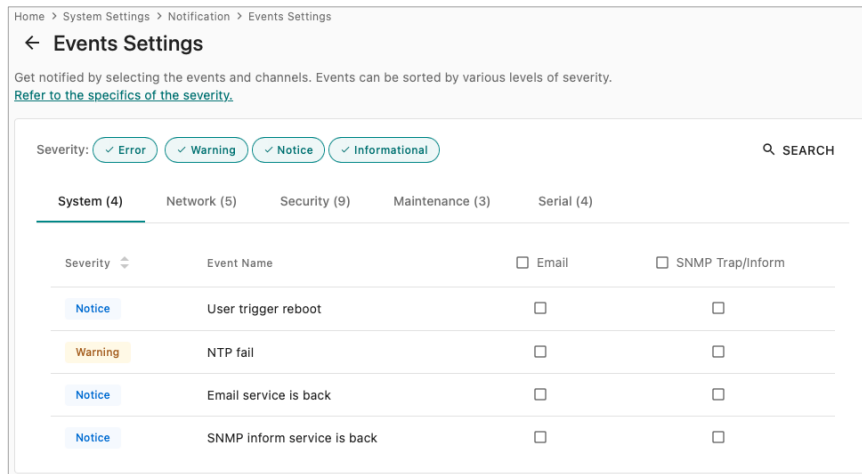 Home > System Settings > Notification > Events Settings
← Events Settings
Get notified by selecting the events and channels. Events can be sorted by various levels of severity.
Refer to the specifics of the severity.
Severity: ✓ Error ✓ Warning ✓ Notice ✓ Informational SEARCH
System (4) Network (5) Security (9) Maintenance (3) Serial (4)
Severity Event Name Email SNMP Trap/Inform
Notice User trigger reboot
Warning NTP fail
Notice Email service is back
Notice SNMP inform service is back